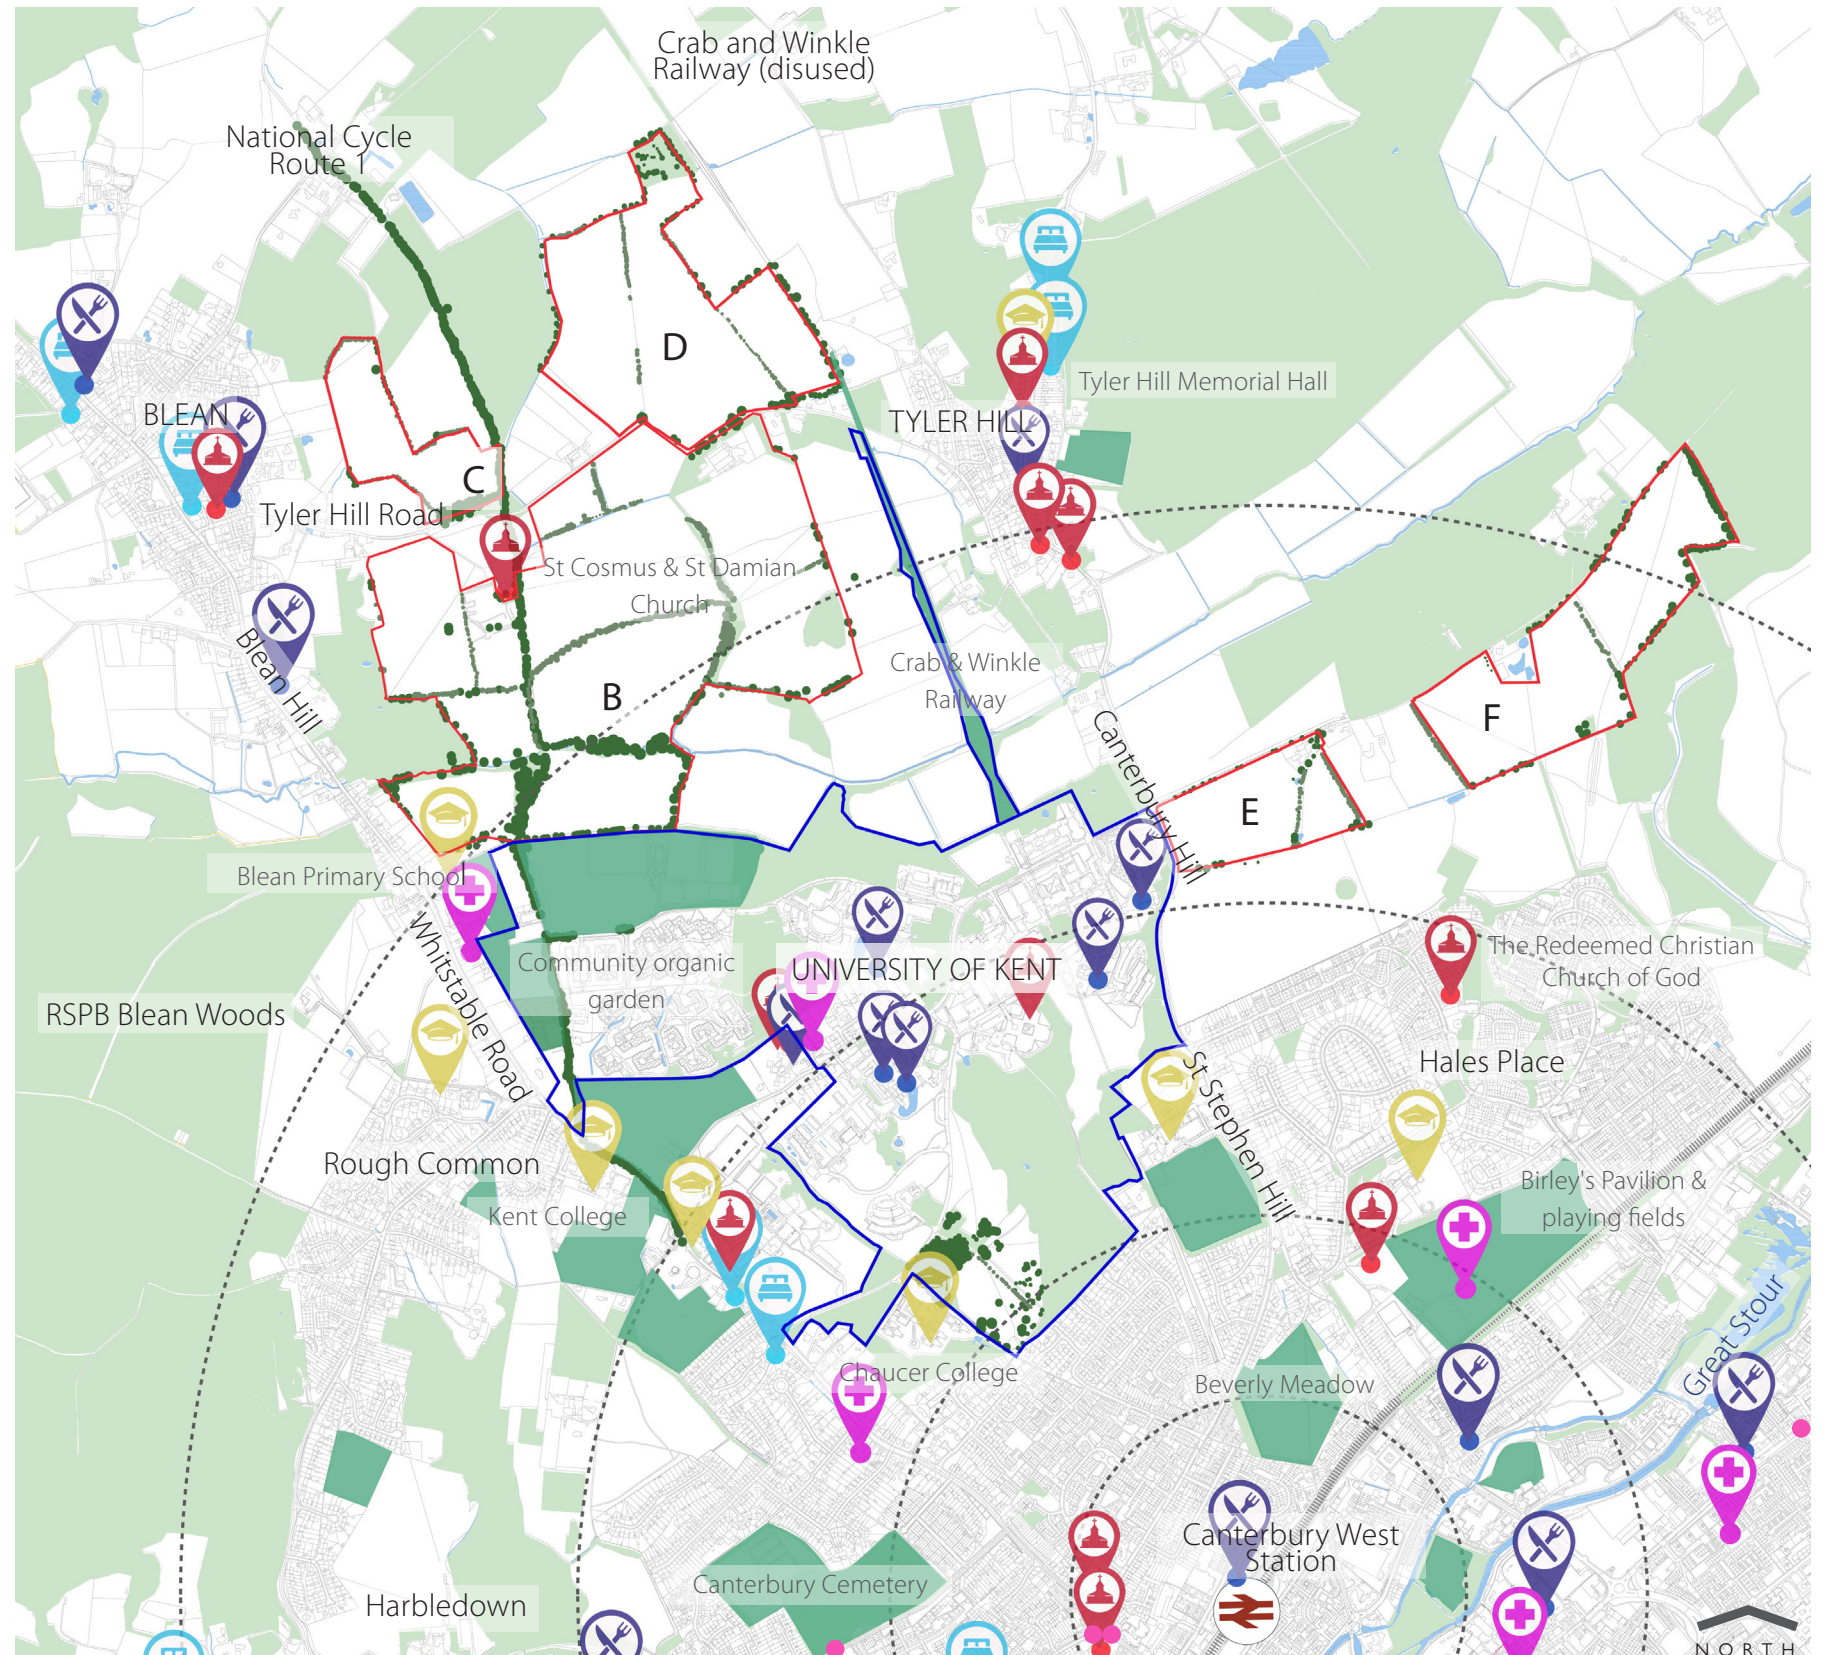 Crab and Winkle
Railway (disused)
National Cycle
Route 1
D
Tyler Hill Memorial Hall
BLEAN
TYLER HILL
C
Tyler Hill Road
St Cosmus & St Damian
Church
Blean Hill
Crab & Winkle
Railway
B
Canterbury Hill
F
E
Blean Primary School
Whitstable Road
Community organic
garden
UNIVERSITY OF KENT
The Redeemed Christian
Church of God
RSPB Blean Woods
St Stephen Hill
Hales Place
Rough Common
Kent College
Birley's Pavilion &
playing fields
Great Stour
Chaucer College
Beverly Meadow
Canterbury West
Station
Canterbury Cemetery
Harbledown
NORTH